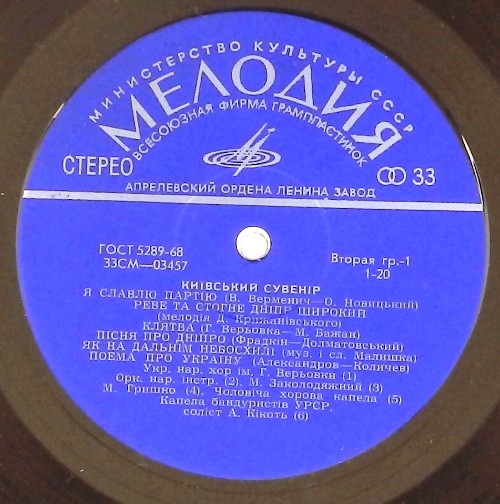 МИНИСТЕРСТВО КУЛЬТУРЫ СССР
МЕЛОДИЯ
ВСЕСОЮЗНАЯ ФИРМА ГРАМПЛАСТИНОК
СТЕРЕО
33
АПРЕЛЕВСКИЙ ОРДЕНА ЛЕНИНА ЗАВОД
ГОСТ 5289-68
33СМ—03457
Вторая гр.-1
1-20
КИЇВСЬКИЙ СУВЕНІР
Я СЛАВЛЮ ПАРТІЮ (В. Верменич—О. Новицький)
РЕВЕ ТА СТОГНЕ ДНІПР ШИРОКИЙ
(мелодія Д. Крижанівського)
КЛЯТВА (Г. Верьовка—М. Бажан)
ПІСНЯ ПРО ДНІПРО (Фрадкін—Долматовський)
ЯК НА ДАЛЬНІМ НЕБОСХИЛІ (муз. і сл. Малишка)
ПОЕМА ПРО УКРАЇНУ (Александров—Колячев)
Укр. нар. хор ім. Г. Верьовки (1)
Орк. нар. інстр. (2), М. Заколодяжний (3)
М. Гришко (4), Чоловіча хорова капела (5)
Капела бандуристів УРСР,
соліст А. Кікоть (6)